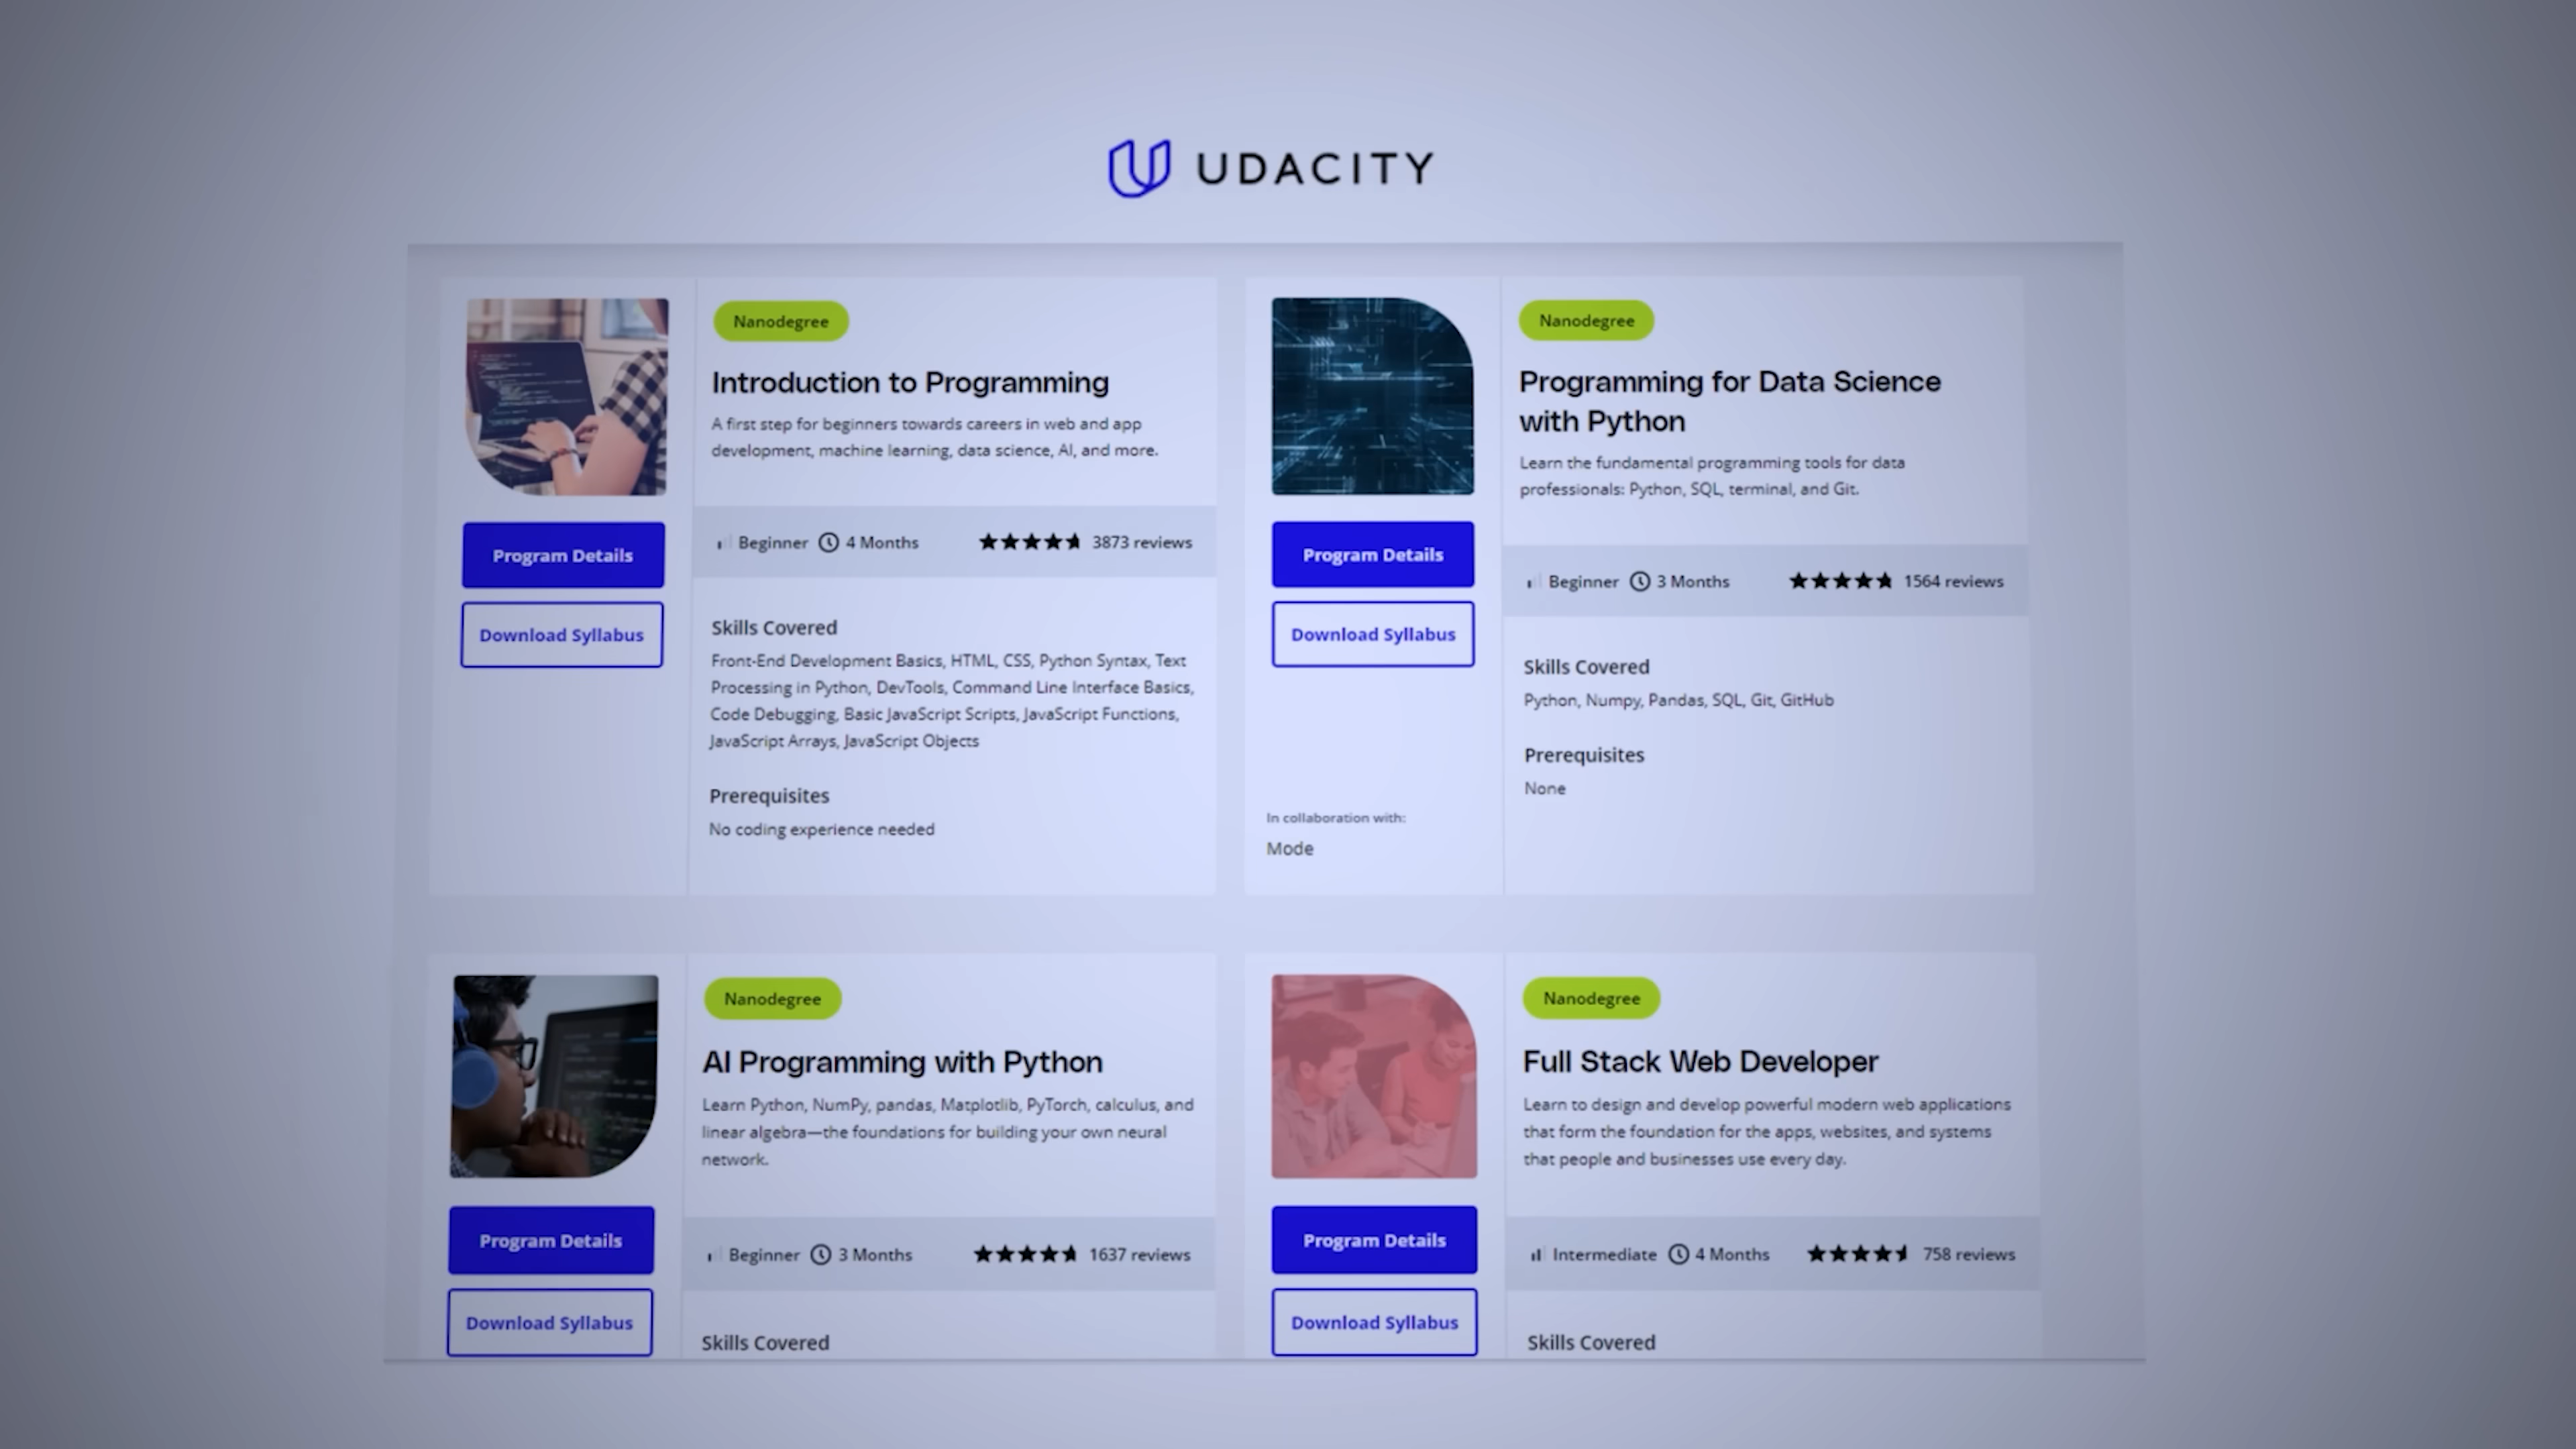 UDACITY
Nanodegree
Introduction to Programming
A first step for beginners towards careers in web and app
development, machine learning, data science, AI, and more.
Beginner 4 Months 3873 reviews
Program Details
Download Syllabus
Skills Covered
Front-End Development Basics, HTML, CSS, Python Syntax, Text
Processing in Python, DevTools, Command Line Interface Basics,
Code Debugging, Basic JavaScript Scripts, JavaScript Functions,
JavaScript Arrays, JavaScript Objects
Prerequisites
No coding experience needed
Nanodegree
Programming for Data Science
with Python
Learn the fundamental programming tools for data
professionals: Python, SQL, terminal, and Git.
Beginner 3 Months 1564 reviews
Program Details
Download Syllabus
Skills Covered
Python, Numpy, Pandas, SQL, Git, GitHub
Prerequisites
None
In collaboration with:
Mode
Nanodegree
AI Programming with Python
Learn Python, NumPy, pandas, Matplotlib, PyTorch, calculus, and
linear algebra—the foundations for building your own neural
network.
Beginner 3 Months 1637 reviews
Program Details
Download Syllabus
Skills Covered
Nanodegree
Full Stack Web Developer
Learn to design and develop powerful modern web applications
that form the foundation for the apps, websites, and systems
that people and businesses use every day.
Intermediate 4 Months 758 reviews
Program Details
Download Syllabus
Skills Covered